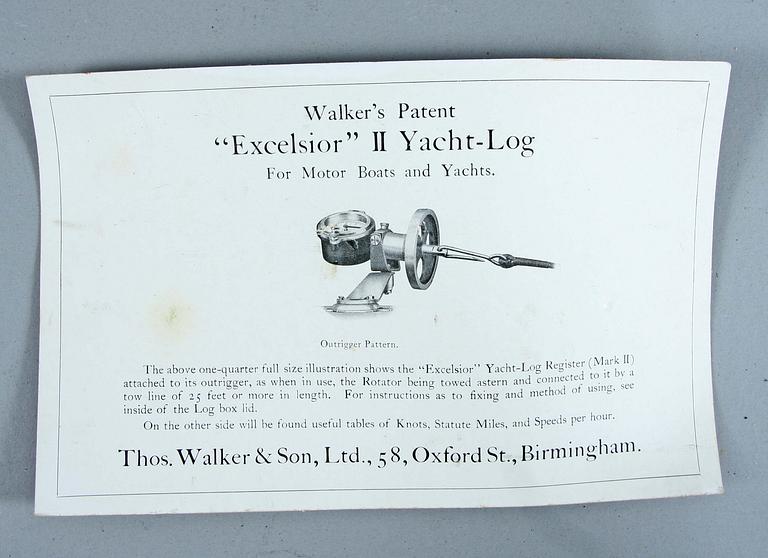 Walker's Patent
“Excelsior” II Yacht-Log
For Motor Boats and Yachts.
Outrigger Pattern.
The above one-quarter full size illustration shows the “Excelsior” Yacht-Log Register (Mark II)
attached to its outrigger, as when in use, the Rotator being towed astern and connected to it by a
tow line of 25 feet or more in length. For instructions as to fixing and method of using, see
inside of the Log box lid.
On the other side will be found useful tables of Knots, Statute Miles, and Speeds per hour.
Thos. Walker & Son, Ltd., 58, Oxford St., Birmingham.